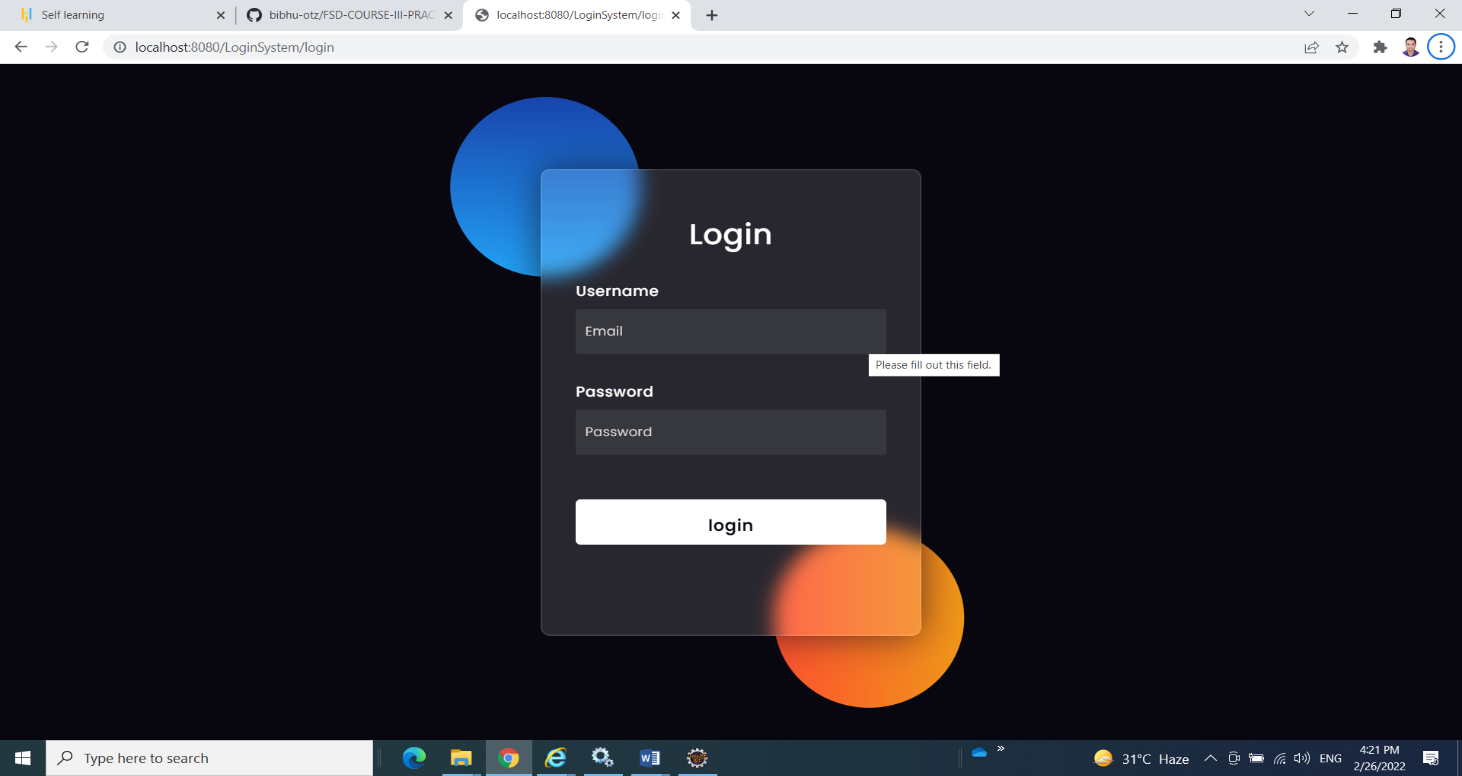 Self learning
bibhu-otz/FSD-COURSE-III-PRAC
localhost:8080/LoginSystem/logi
localhost:8080/LoginSystem/login
Login
Username
Email
Please fill out this field.
Password
Password
login
Type here to search
31°C Haze
ENG
4:21 PM
2/26/2022